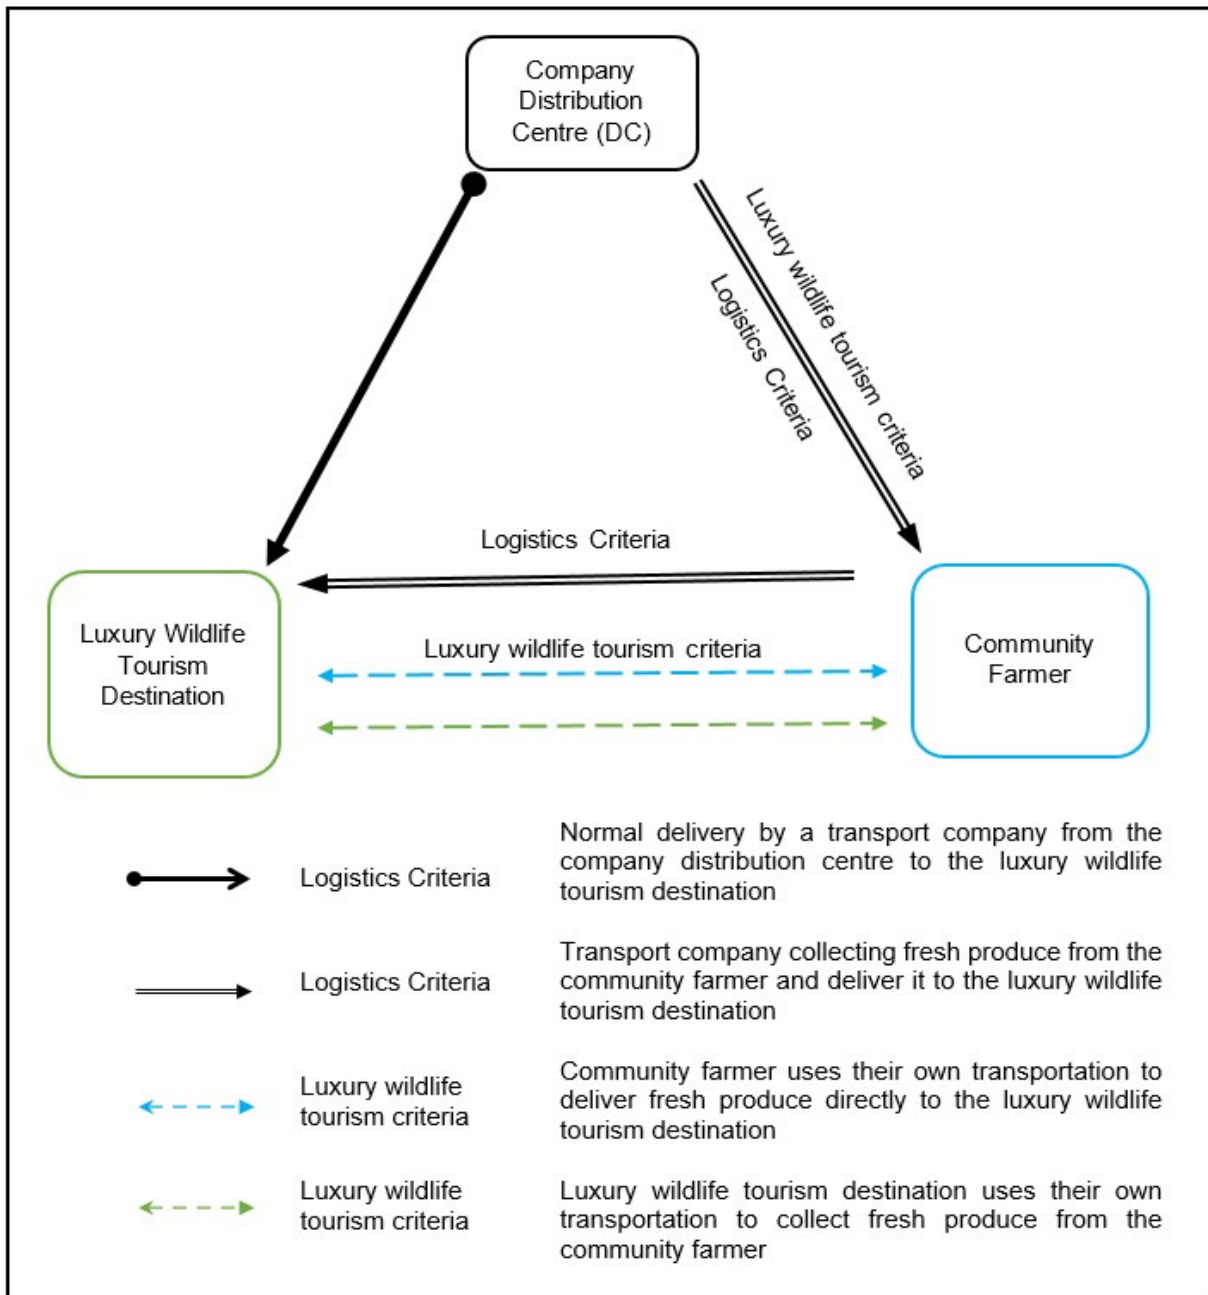 Company
Distribution
Centre (DC)
Luxury wildlife tourism criteria
Logistics Criteria
Logistics Criteria
Luxury Wildlife
Tourism
Destination
Luxury wildlife tourism criteria
Community
Farmer
Logistics Criteria
Normal delivery by a transport company from the
company distribution centre to the luxury wildlife
tourism destination
Logistics Criteria
Transport company collecting fresh produce from the
community farmer and deliver it to the luxury wildlife
tourism destination
Luxury wildlife
tourism criteria
Community farmer uses their own transportation to
deliver fresh produce directly to the luxury wildlife
tourism destination
Luxury wildlife
tourism criteria
Luxury wildlife tourism destination uses their own
transportation to collect fresh produce from the
community farmer